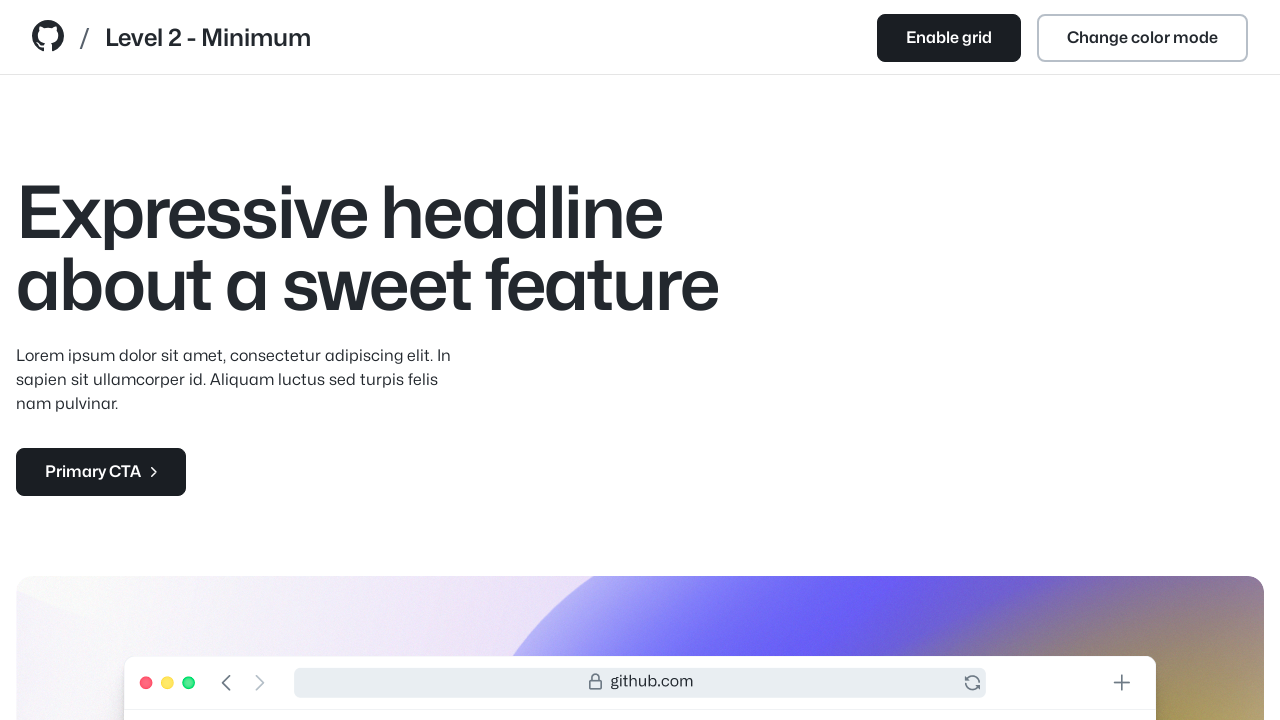 / Level 2 - Minimum
Enable grid
Change color mode
Expressive headline
about a sweet feature
Lorem ipsum dolor sit amet, consectetur adipiscing elit. In
sapien sit ullamcorper id. Aliquam luctus sed turpis felis
nam pulvinar.
Primary CTA
github.com